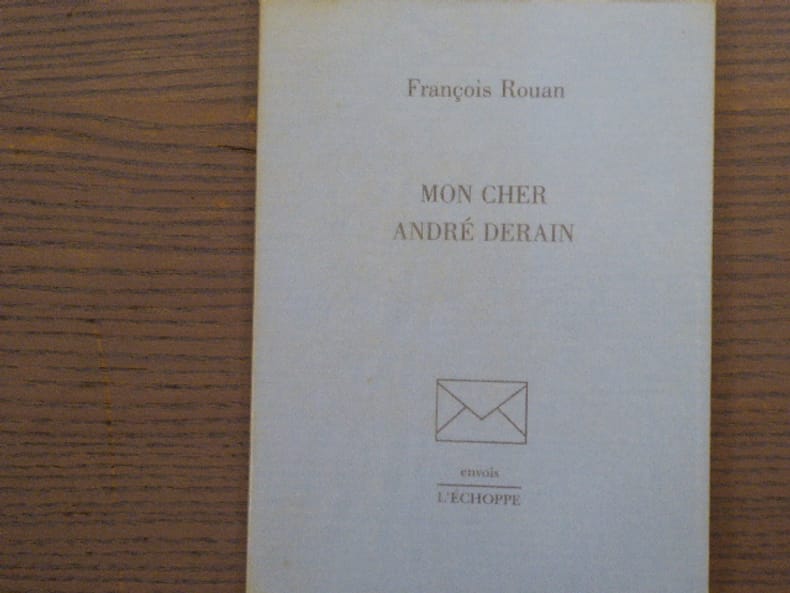 François Rouan
MON CHER
ANDRÉ DERAIN
envois
L'ÉCHOPPE